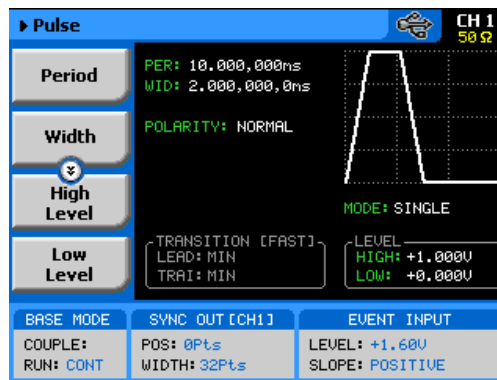 Pulse
CH 1
50 Ω
Period
PER: 10.000,000ms
WID: 2.000,000,0ms
Width
POLARITY: NORMAL
High
Level
MODE: SINGLE
Low
Level
TRANSITION [FAST]
LEAD: MIN
TRAI: MIN
LEVEL
HIGH: +1.000V
LOW: +0.000V
BASE MODE
COUPLE:
RUN: CONT
SYNC OUT [CH1]
POS: 0Pts
WIDTH: 32Pts
EVENT INPUT
LEVEL: +1.60V
SLOPE: POSITIVE